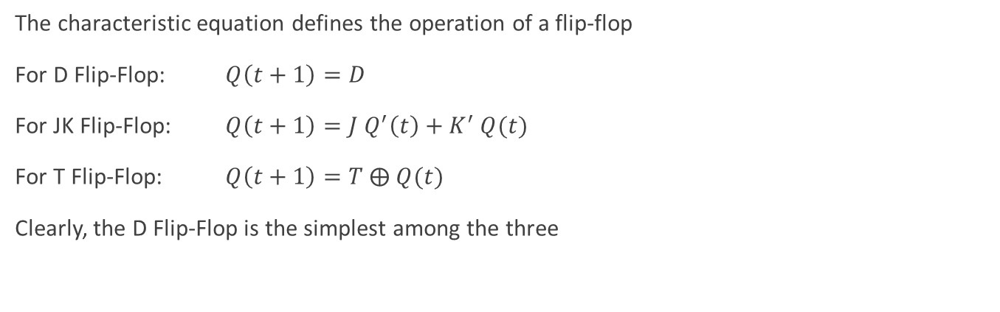 The characteristic equation defines the operation of a flip-flop
For D Flip-Flop: Q(t + 1) = D
For JK Flip-Flop: Q(t + 1) = J Q′(t) + K′ Q(t)
For T Flip-Flop: Q(t + 1) = T ⊕ Q(t)
Clearly, the D Flip-Flop is the simplest among the three